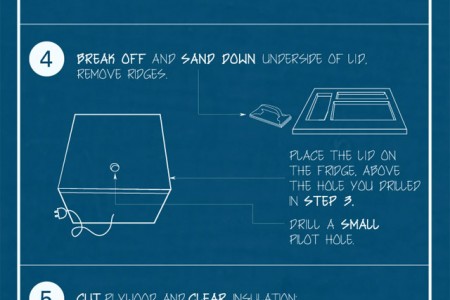 4
BREAK OFF AND SAND DOWN UNDERSIDE OF LID.
REMOVE RIDGES.
PLACE THE LID ON
THE FRIDGE, ABOVE
THE HOLE YOU DRILLED
IN STEP 3.
DRILL A SMALL
PILOT HOLE.
5
CUT PLYWOOD AND CLEAR INSULATION: